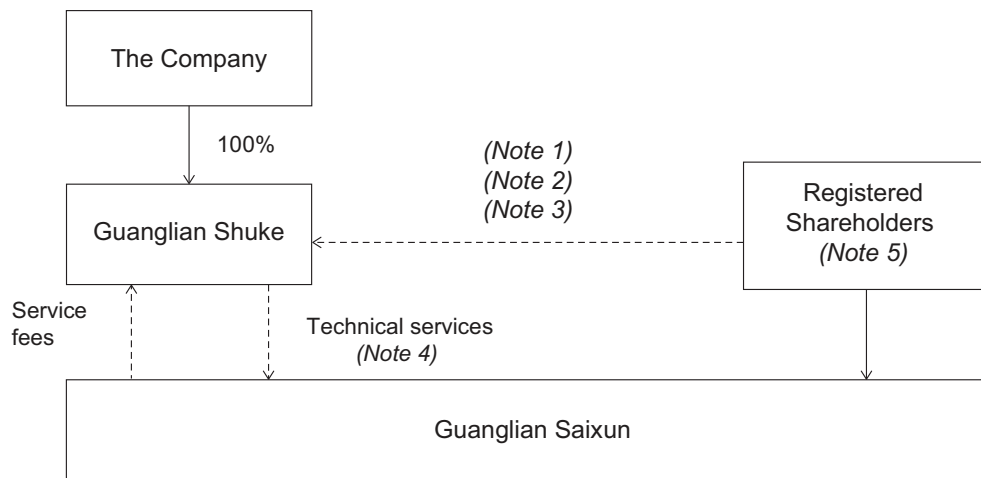 The Company
100%
(Note 1)
(Note 2)
(Note 3)
Guanglian Shuke
Registered
Shareholders
(Note 5)
Service
fees
Technical services
(Note 4)
Guanglian Saixun